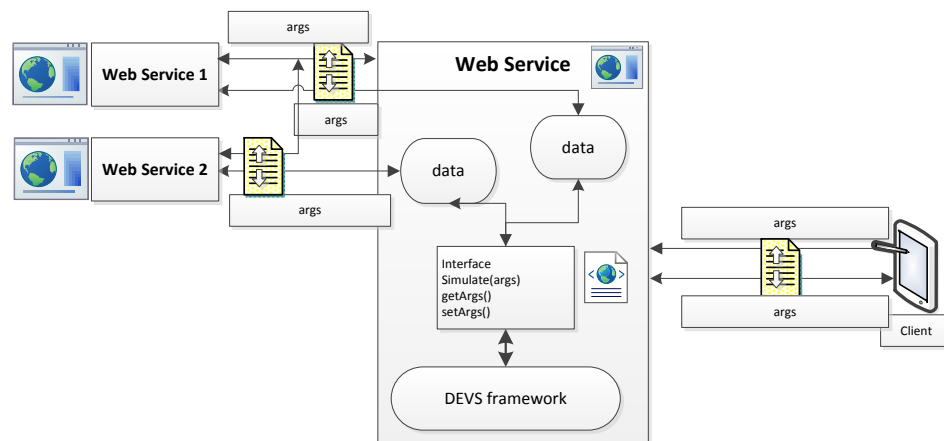 args
Web Service 1
Web Service
args
data
Web Service 2
data
args
args
Interface
Simulate(args)
getArgs()
setArgs()
args
Client
DEVS framework